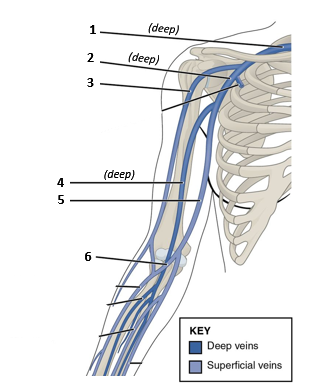 1 (deep)
2 (deep)
3
4 (deep)
5
6
KEY
Deep veins
Superficial veins